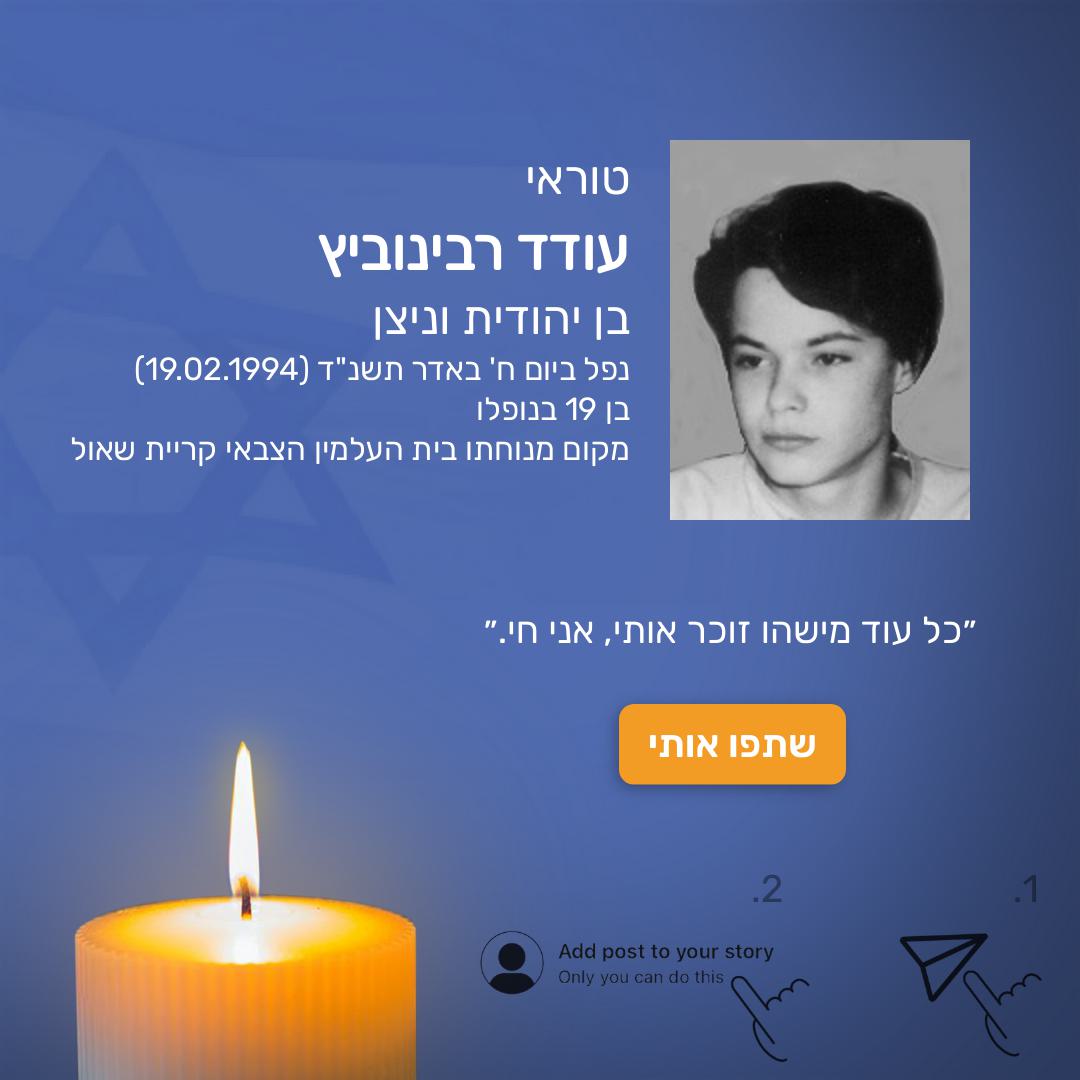 טוראי
עודד רבינוביץ
בן יהודית וניצן
נפל ביום ח' באדר תשנ"ד (19.02.1994)
בן 19 בנופלו
מקום מנוחתו בית העלמין הצבאי קריית שאול
״כל עוד מישהו זוכר אותי, אני חי.״
שתפו אותי
1.
2.
Add post to your story
Only you can do this